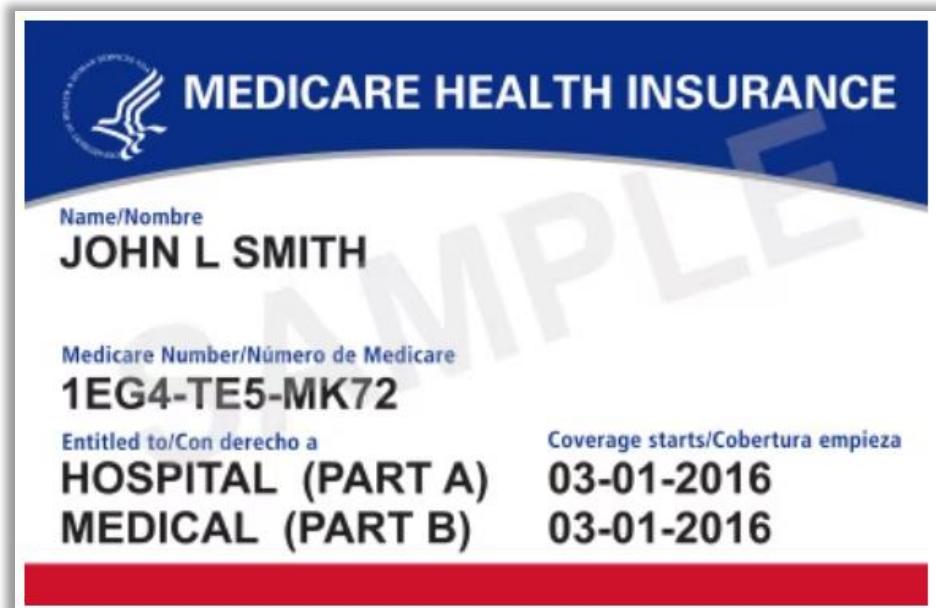 MEDICARE HEALTH INSURANCE
Name/Nombre
JOHN L SMITH
Medicare Number/Número de Medicare
1EG4-TE5-MK72
Entitled to/Con derecho a
Coverage starts/Cobertura empieza
HOSPITAL (PART A) 03-01-2016
MEDICAL (PART B) 03-01-2016
SAMPLE